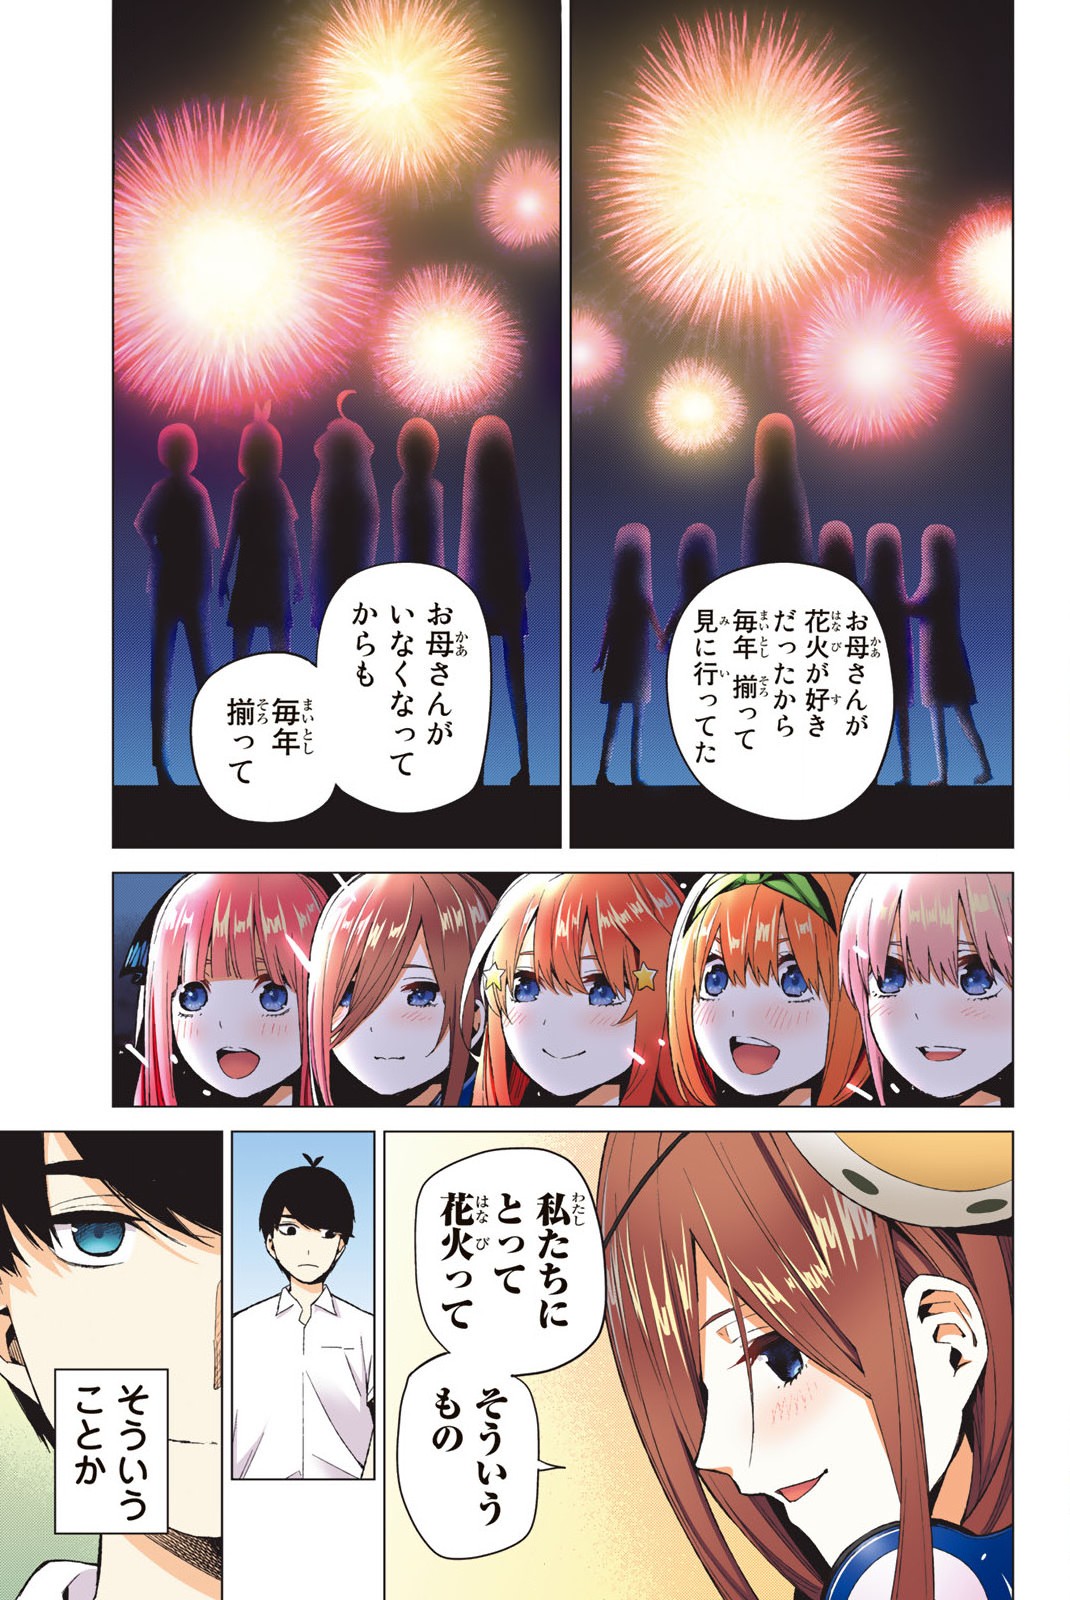 お母さんが
花火が好き
だったから
毎年 揃って
見に行ってた
お母さんが
いなくなって
からも
毎年
揃って
私たちに
とって
花火って
そういう
もの
そういう
ことか